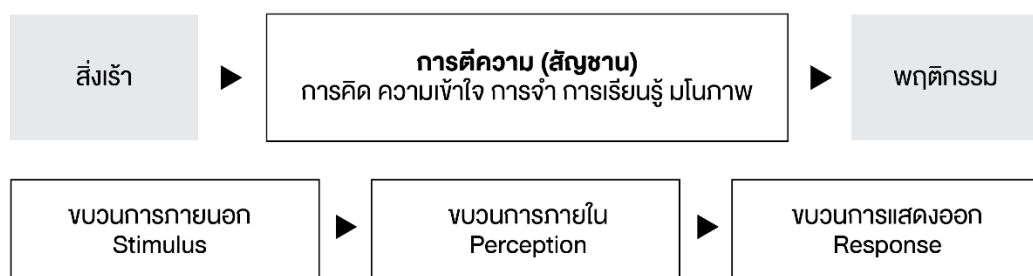 สิ่งเร้า
การตีความ (สัญชาน)
การคิด ความเข้าใจ การจำ การเรียนรู้ มโนภาพ
พฤติกรรม
ขบวนการภายนอก
Stimulus
ขบวนการภายใน
Perception
ขบวนการแสดงออก
Response